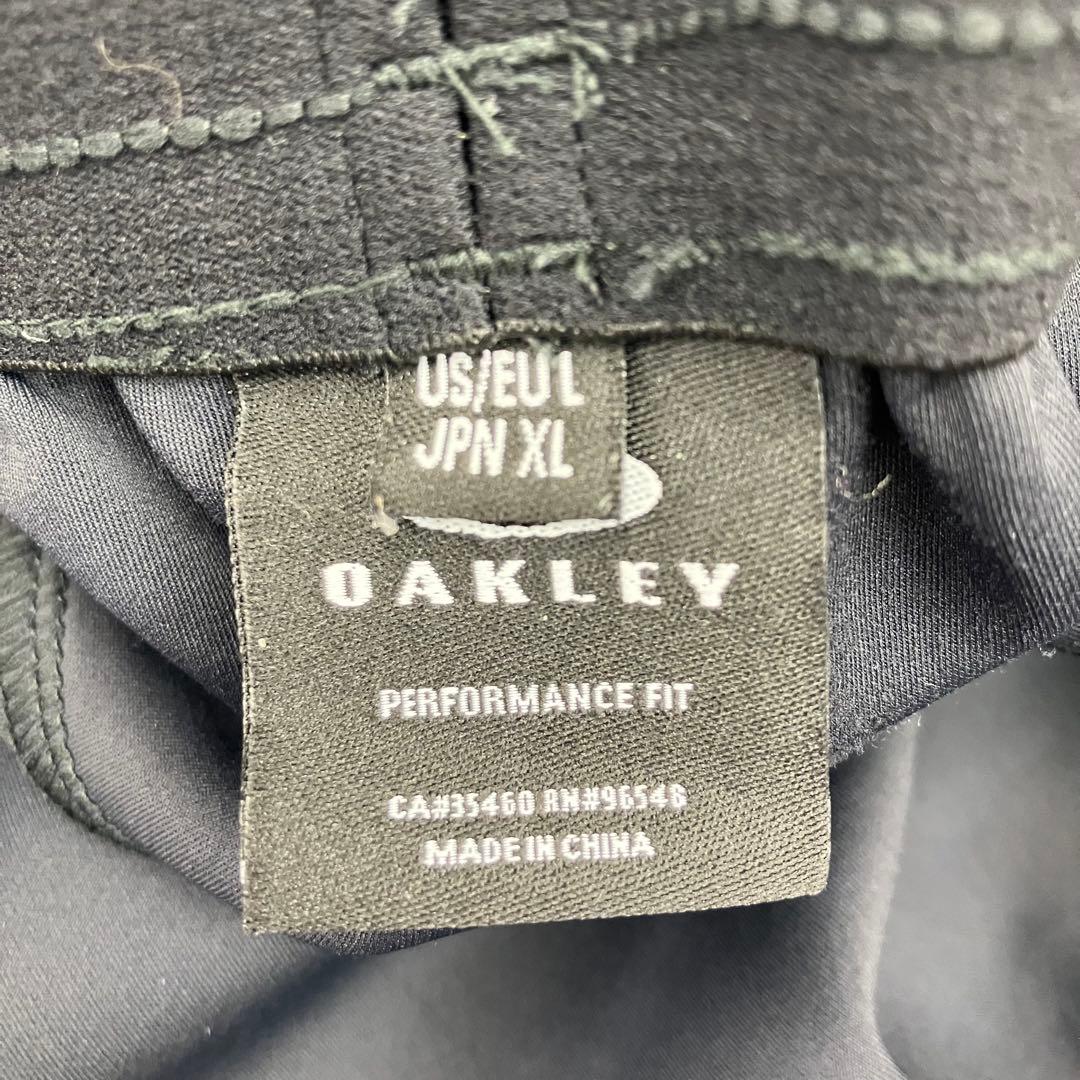 US/EU L
JPN XL
OAKLEY
PERFORMANCE FIT
CA#35460 RN#96548
MADE IN CHINA